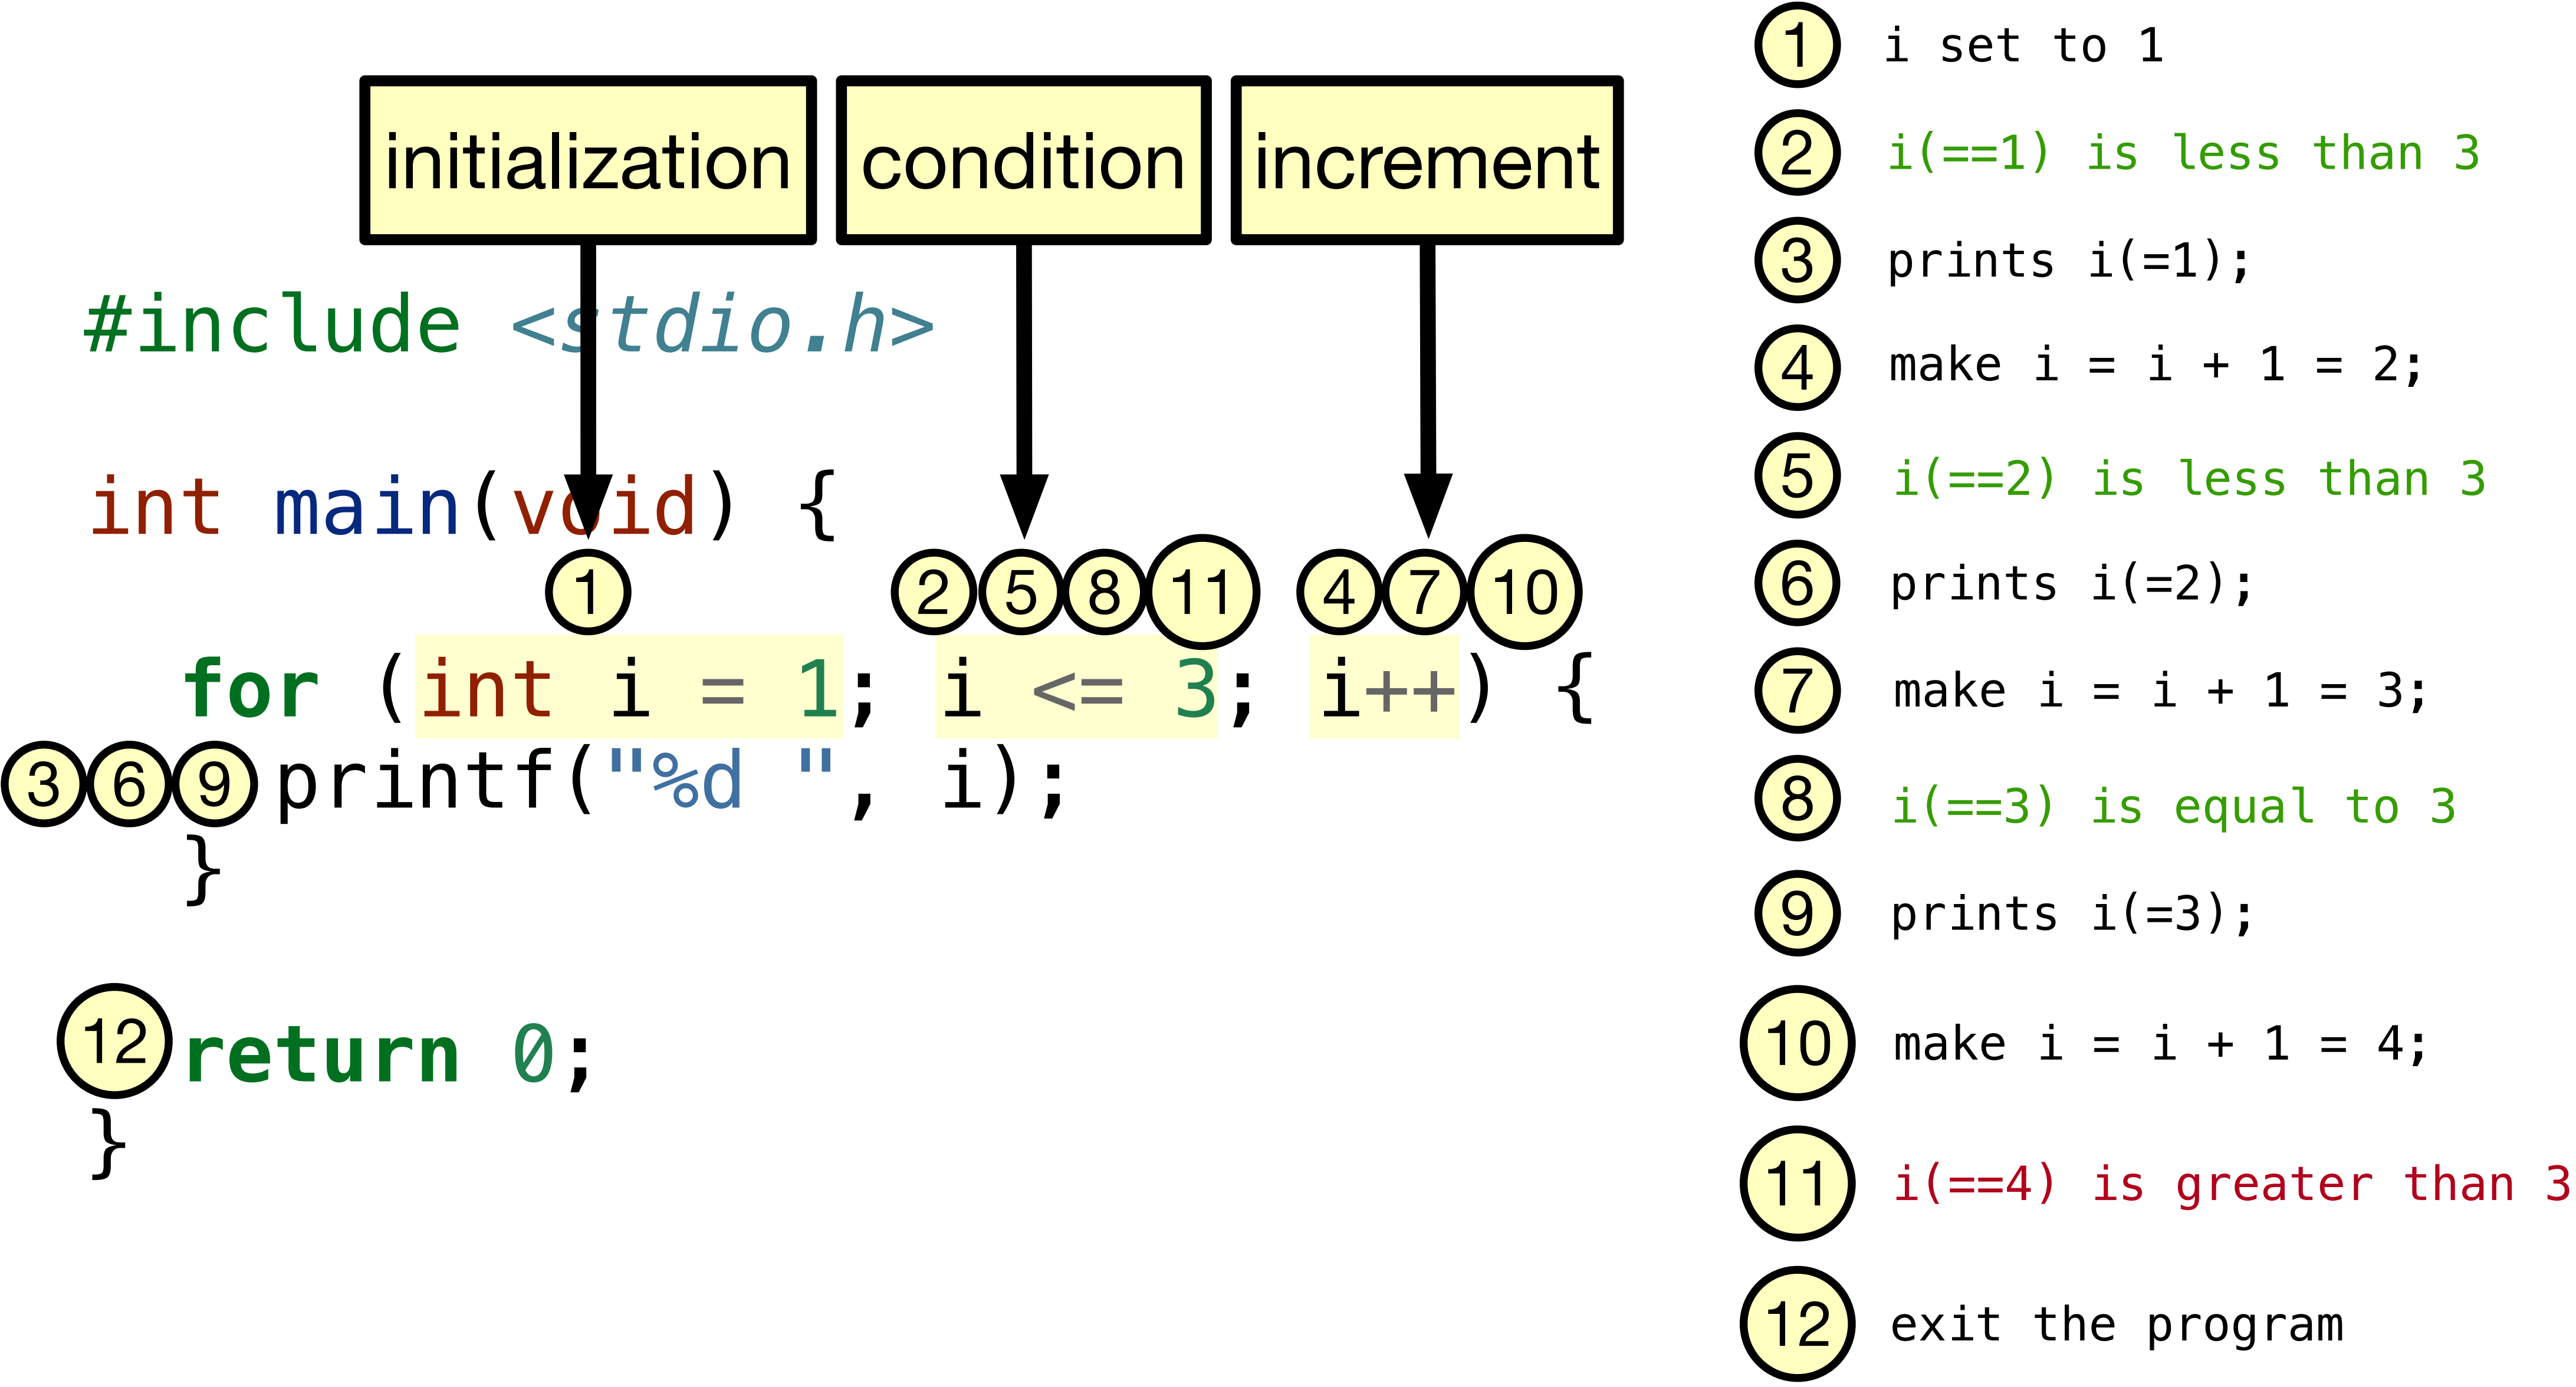 initialization condition increment
#include <stdio.h>
int main(void) {
1 2 5 8 11 4 7 10
for (int i = 1; i <= 3; i++) {
3 6 9 printf("%d ", i);
}
12 return 0;
}
1 i set to 1
2 i(==1) is less than 3
3 prints i(=1);
4 make i = i + 1 = 2;
5 i(==2) is less than 3
6 prints i(=2);
7 make i = i + 1 = 3;
8 i(==3) is equal to 3
9 prints i(=3);
10 make i = i + 1 = 4;
11 i(==4) is greater than 3
12 exit the program